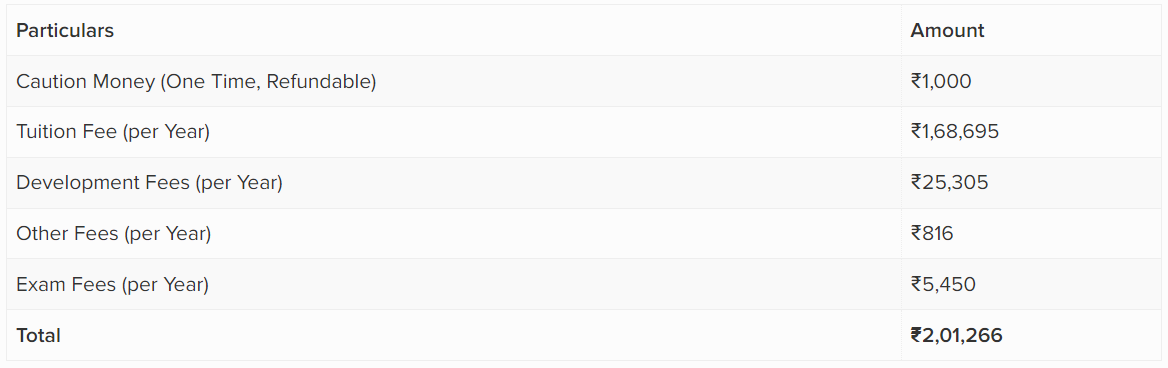 Particulars Amount
Caution Money (One Time, Refundable) ₹1,000
Tuition Fee (per Year) ₹1,68,695
Development Fees (per Year) ₹25,305
Other Fees (per Year) ₹816
Exam Fees (per Year) ₹5,450
Total ₹2,01,266